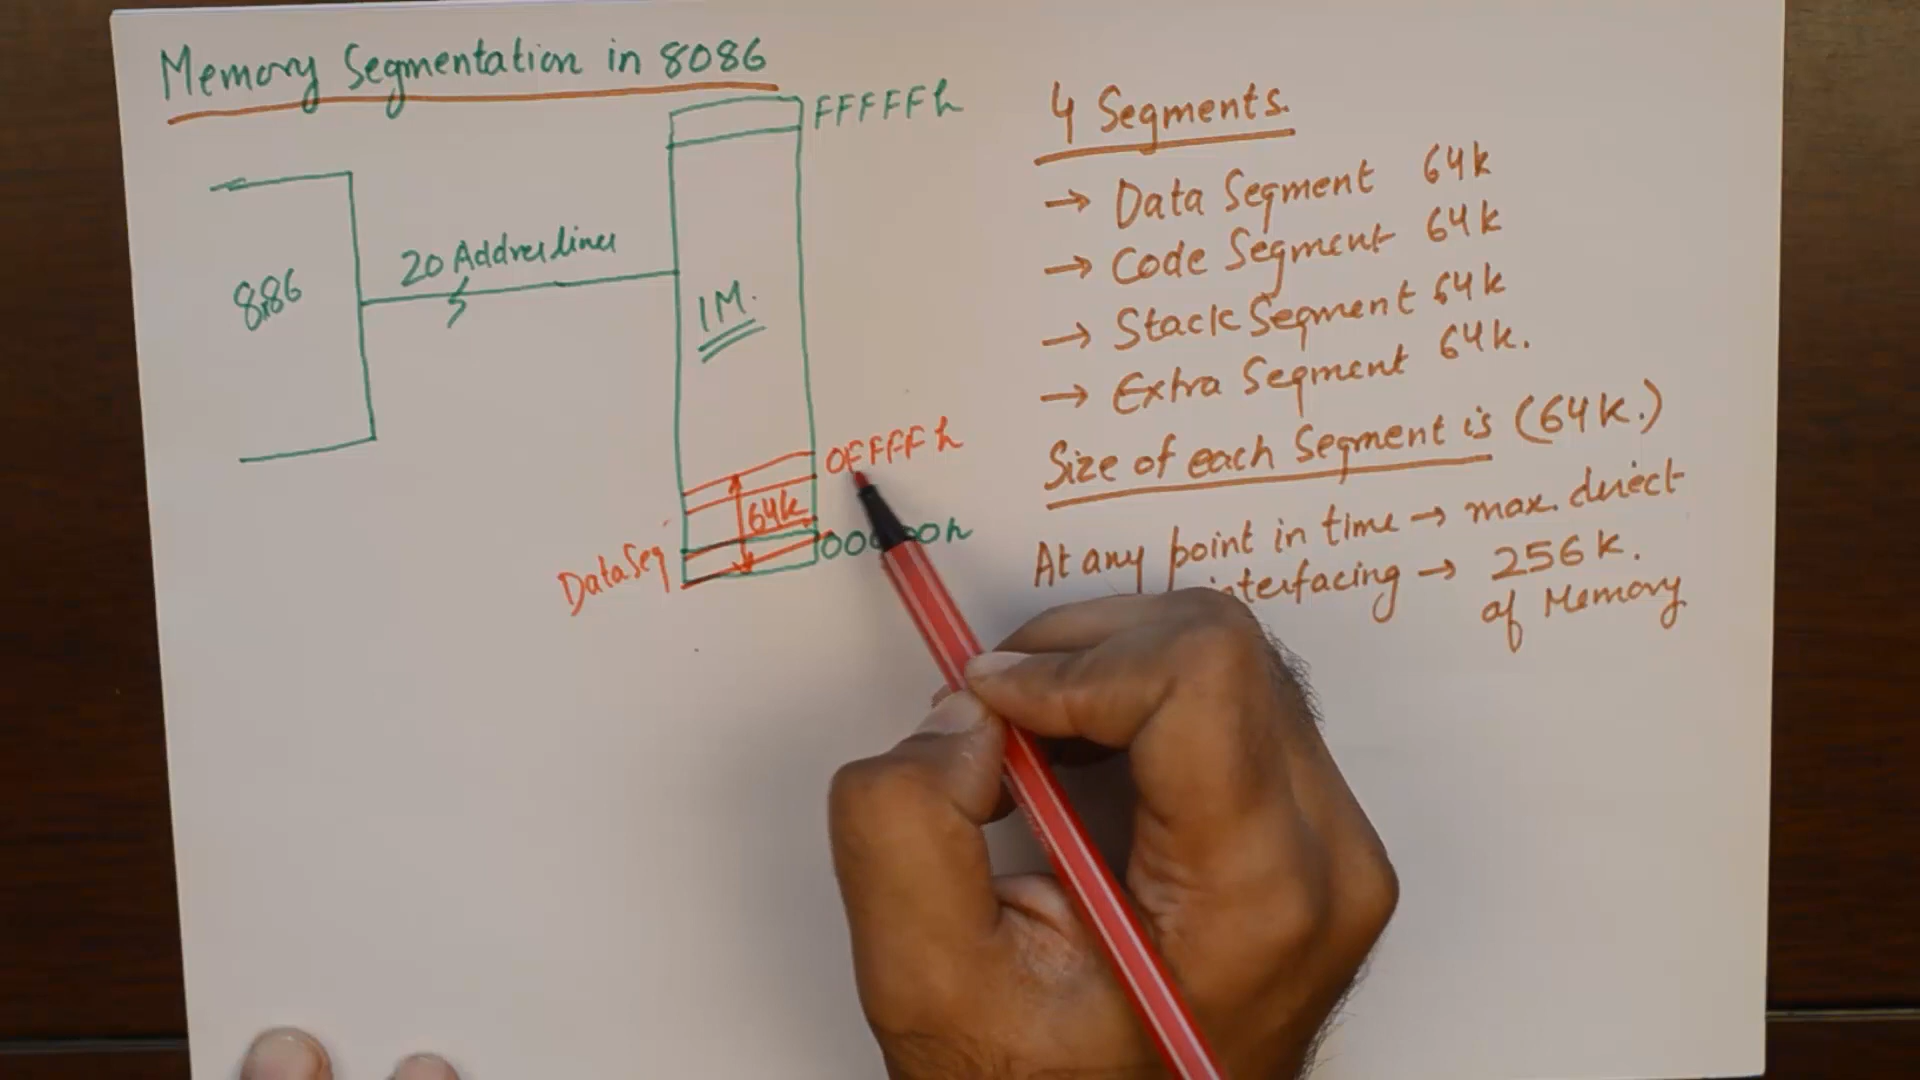 Memory Segmentation in 8086
FFFFFh
8086
20 Address lines
1M.
0FFFFh
64k
00000h
DataSeg
4 Segments.
→ Data Segment 64k
→ Code Segment 64k
→ Stack Segment 64k
→ Extra Segment 64k.
Size of each Segment is (64k.)
At any point in time → max. direct
interfacing → 256k.
of Memory